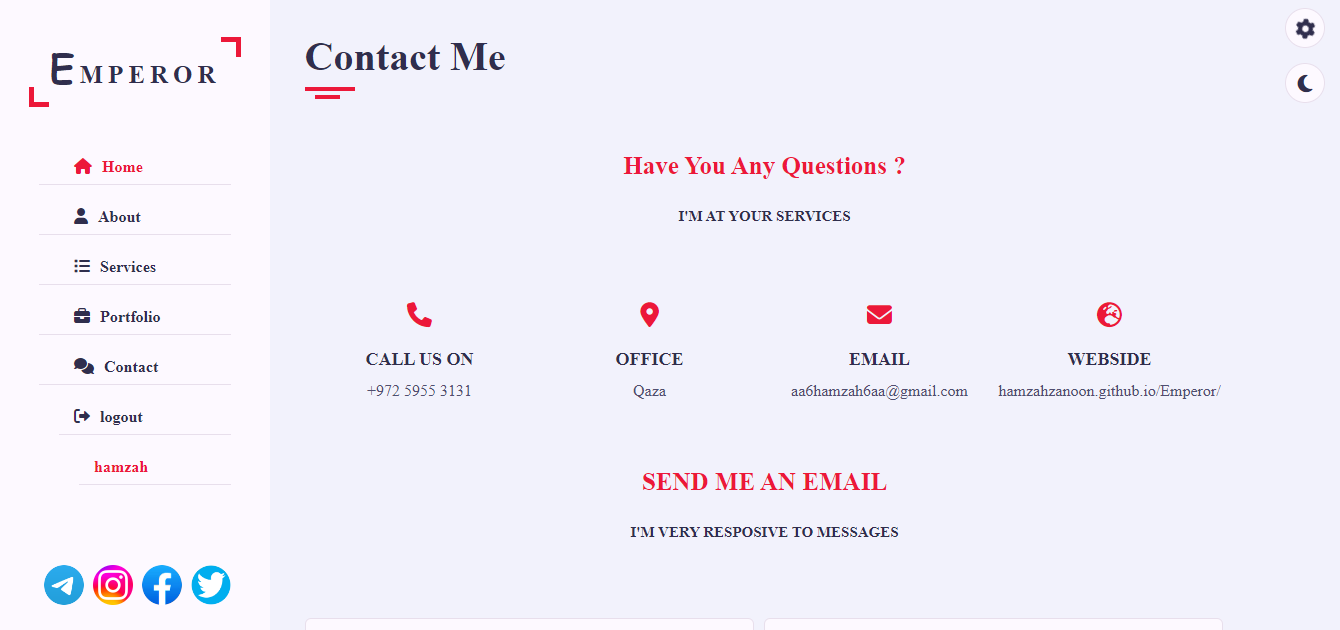 EMPEROR
Home
About
Services
Portfolio
Contact
logout
hamzah
Contact Me
Have You Any Questions ?
I'M AT YOUR SERVICES
CALL US ON
+972 5955 3131
OFFICE
Qaza
EMAIL
aa6hamzah6aa@gmail.com
WEBSIDE
hamzahzanoon.github.io/Emperor/
SEND ME AN EMAIL
I'M VERY RESPOSIVE TO MESSAGES